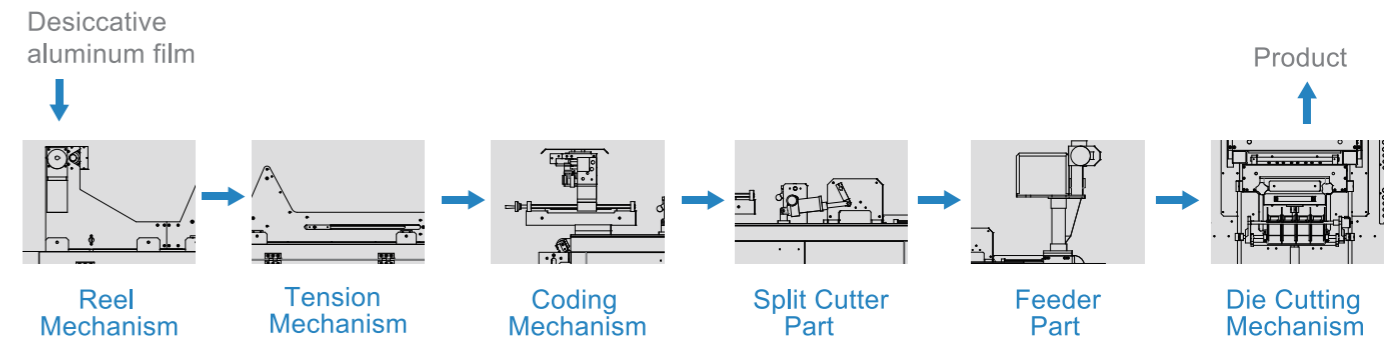 Desiccative
aluminum film
Product
Reel
Mechanism
Tension
Mechanism
Coding
Mechanism
Split Cutter
Part
Feeder
Part
Die Cutting
Mechanism